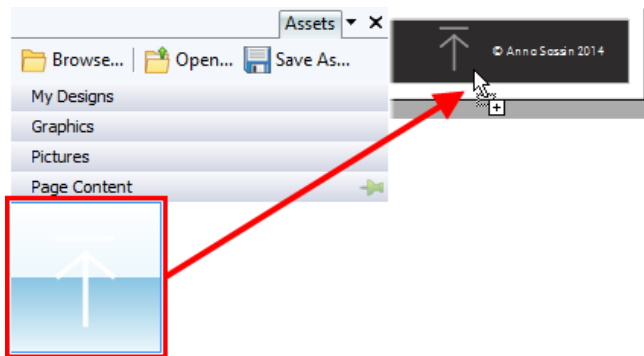 Assets
Browse... Open... Save As...
My Designs
Graphics
Pictures
Page Content
© Anna Sassin 2014